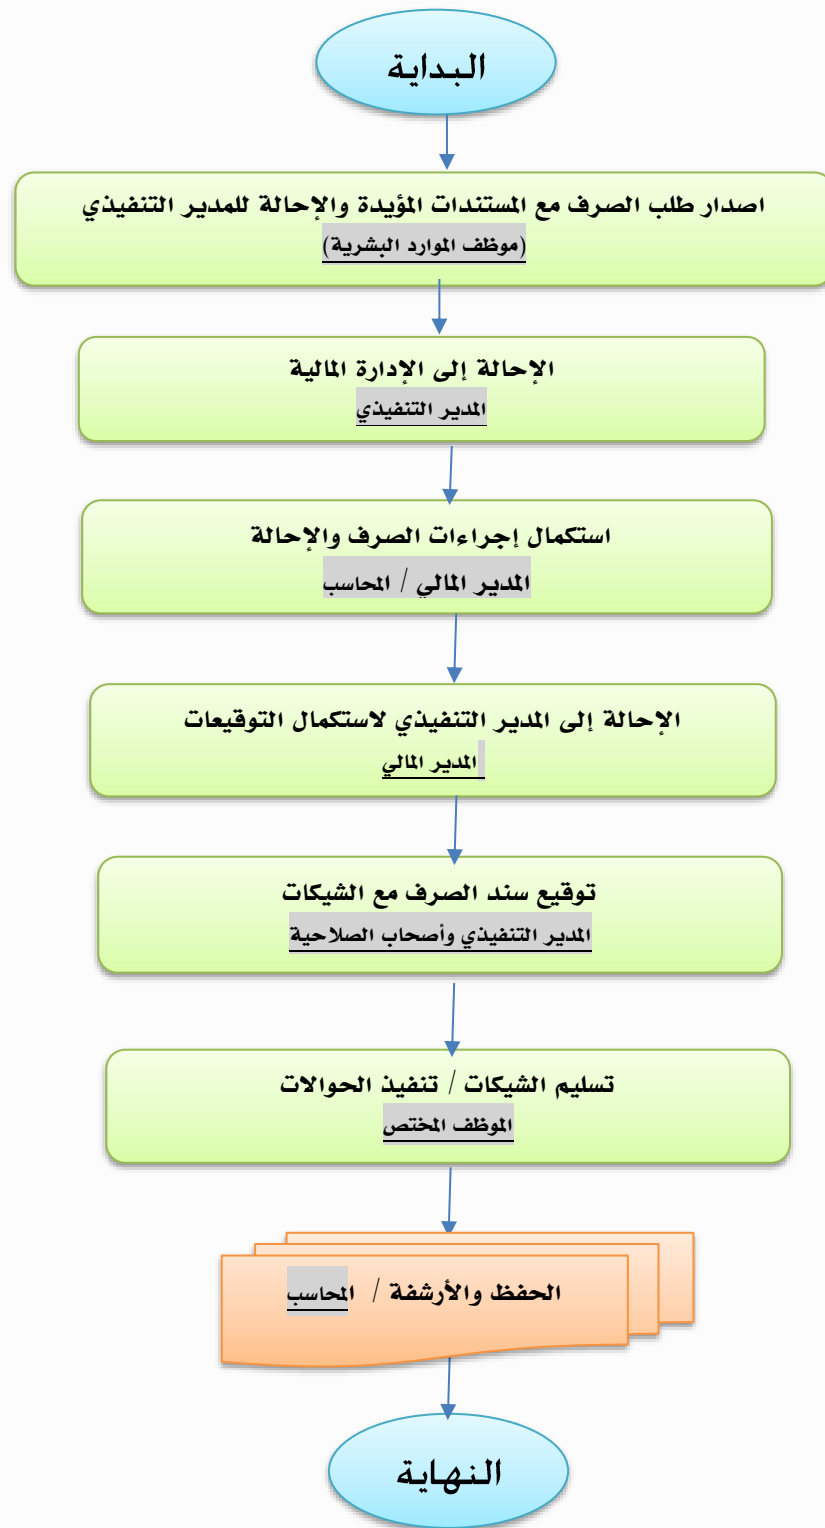 البداية
اصدار طلب الصرف مع المستندات المؤيدة والإحالة للمدير التنفيذي
(موظف الموارد البشرية)
الإحالة إلى الإدارة المالية
المدير التنفيذي
استكمال إجراءات الصرف والإحالة
المدير المالي / المحاسب
الإحالة إلى المدير التنفيذي لاستكمال التوقيعات
المدير المالي
توقيع سند الصرف مع الشيكات
المدير التنفيذي وأصحاب الصلاحية
تسليم الشيكات / تنفيذ الحوالات
الموظف المختص
الحفظ والأرشفة / المحاسب
النهاية